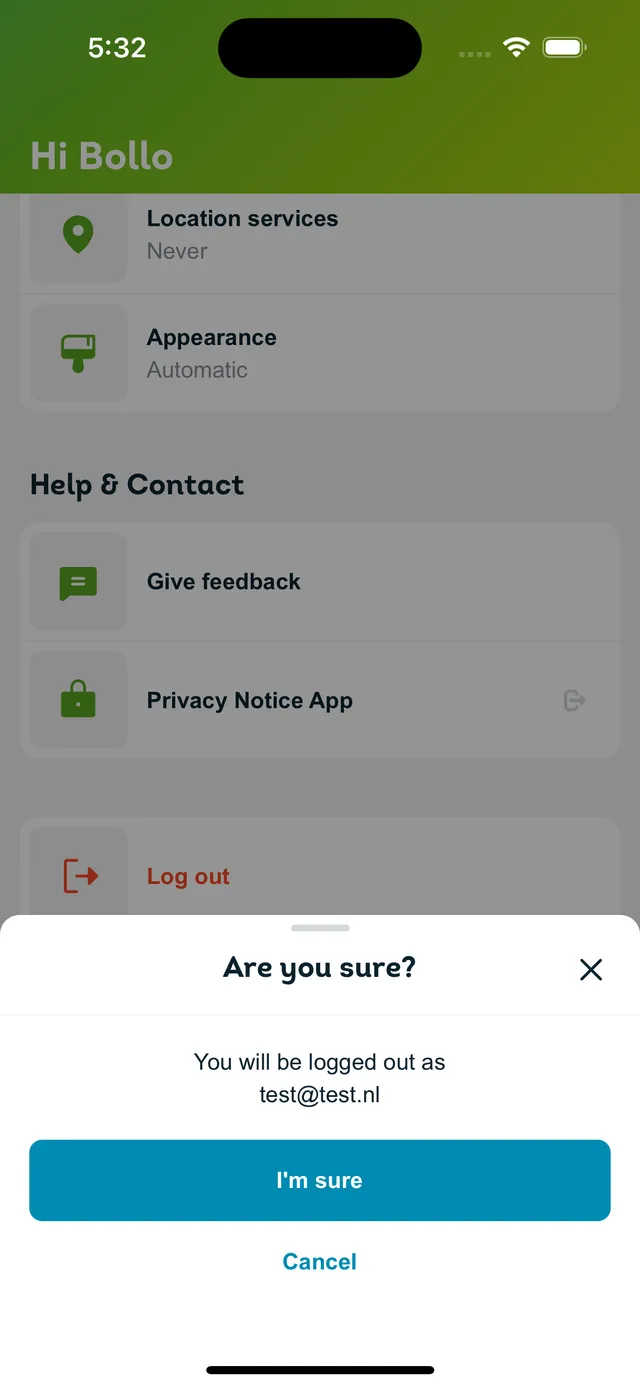 5:32
Hi Bollo
Location services
Never
Appearance
Automatic
Help & Contact
Give feedback
Privacy Notice App
Log out
Are you sure?
You will be logged out as
test@test.nl
I'm sure
Cancel